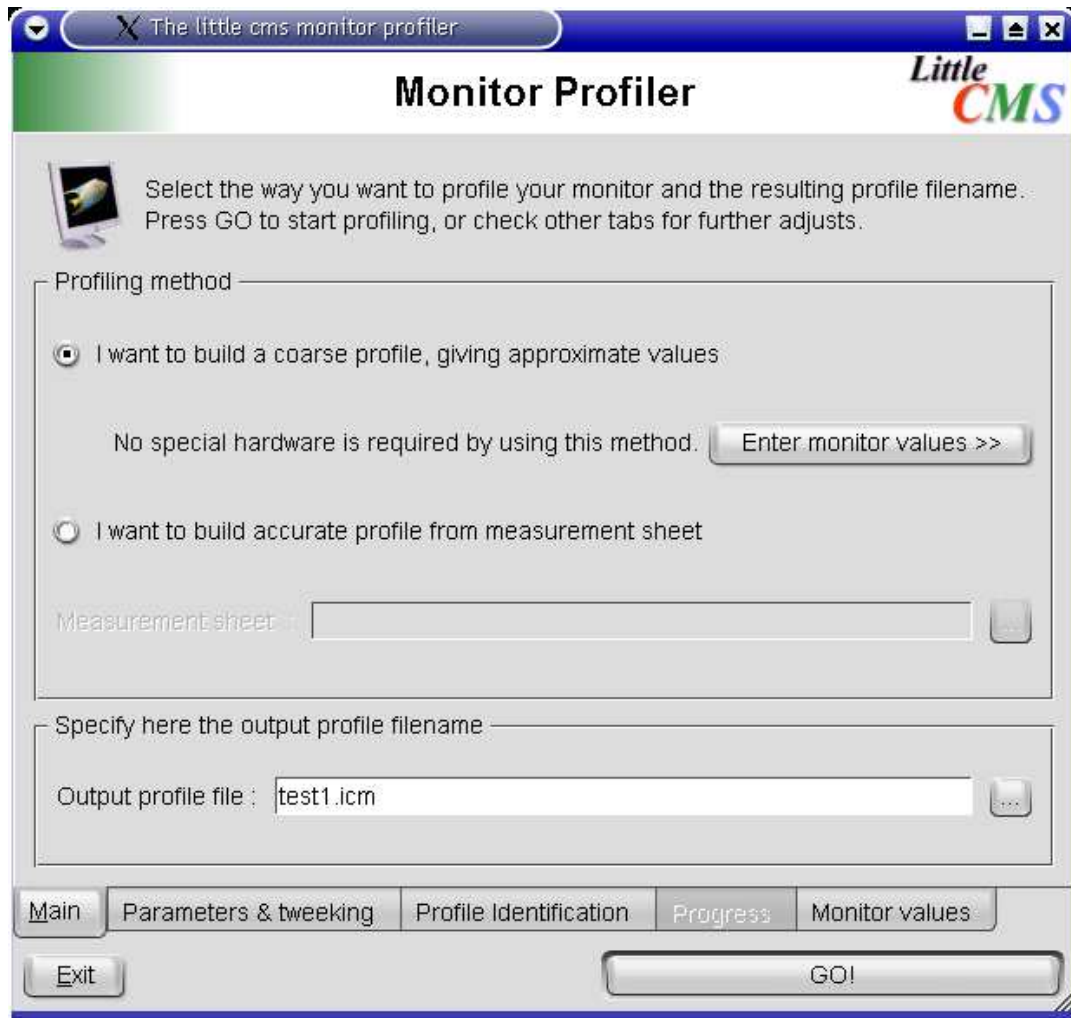 The little cms monitor profiler
Monitor Profiler
Little
CMS
Select the way you want to profile your monitor and the resulting profile filename.
Press GO to start profiling, or check other tabs for further adjusts.
Profiling method
I want to build a coarse profile, giving approximate values
No special hardware is required by using this method. Enter monitor values >>
I want to build accurate profile from measurement sheet
Measurement sheet : ...
Specify here the output profile filename
Output profile file : test1.icm ...
Main Parameters & tweeking Profile Identification Progress Monitor values
Exit GO!